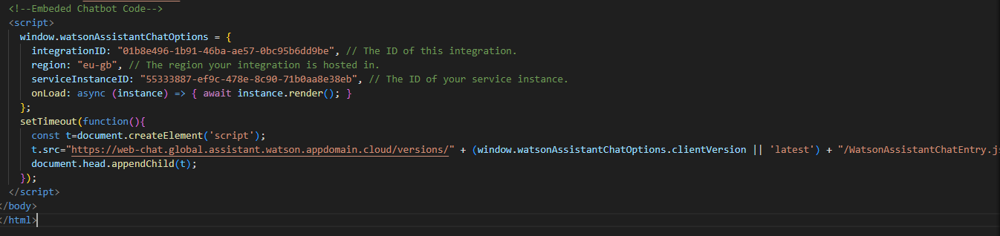 <!--Embeded Chatbot Code-->
<script>
window.watsonAssistantChatOptions = {
integrationID: "01b8e496-1b91-46ba-ae57-0bc95b6dd9be", // The ID of this integration.
region: "eu-gb", // The region your integration is hosted in.
serviceInstanceID: "55333887-ef9c-478e-8c90-71b0aa8e38eb", // The ID of your service instance.
onLoad: async (instance) => { await instance.render(); }
};
setTimeout(function(){
const t=document.createElement('script');
t.src="https://web-chat.global.assistant.watson.appdomain.cloud/versions/" + (window.watsonAssistantChatOptions.clientVersion || 'latest') + "/WatsonAssistantChatEntry.js
document.head.appendChild(t);
});
</script>
</body>
</html>